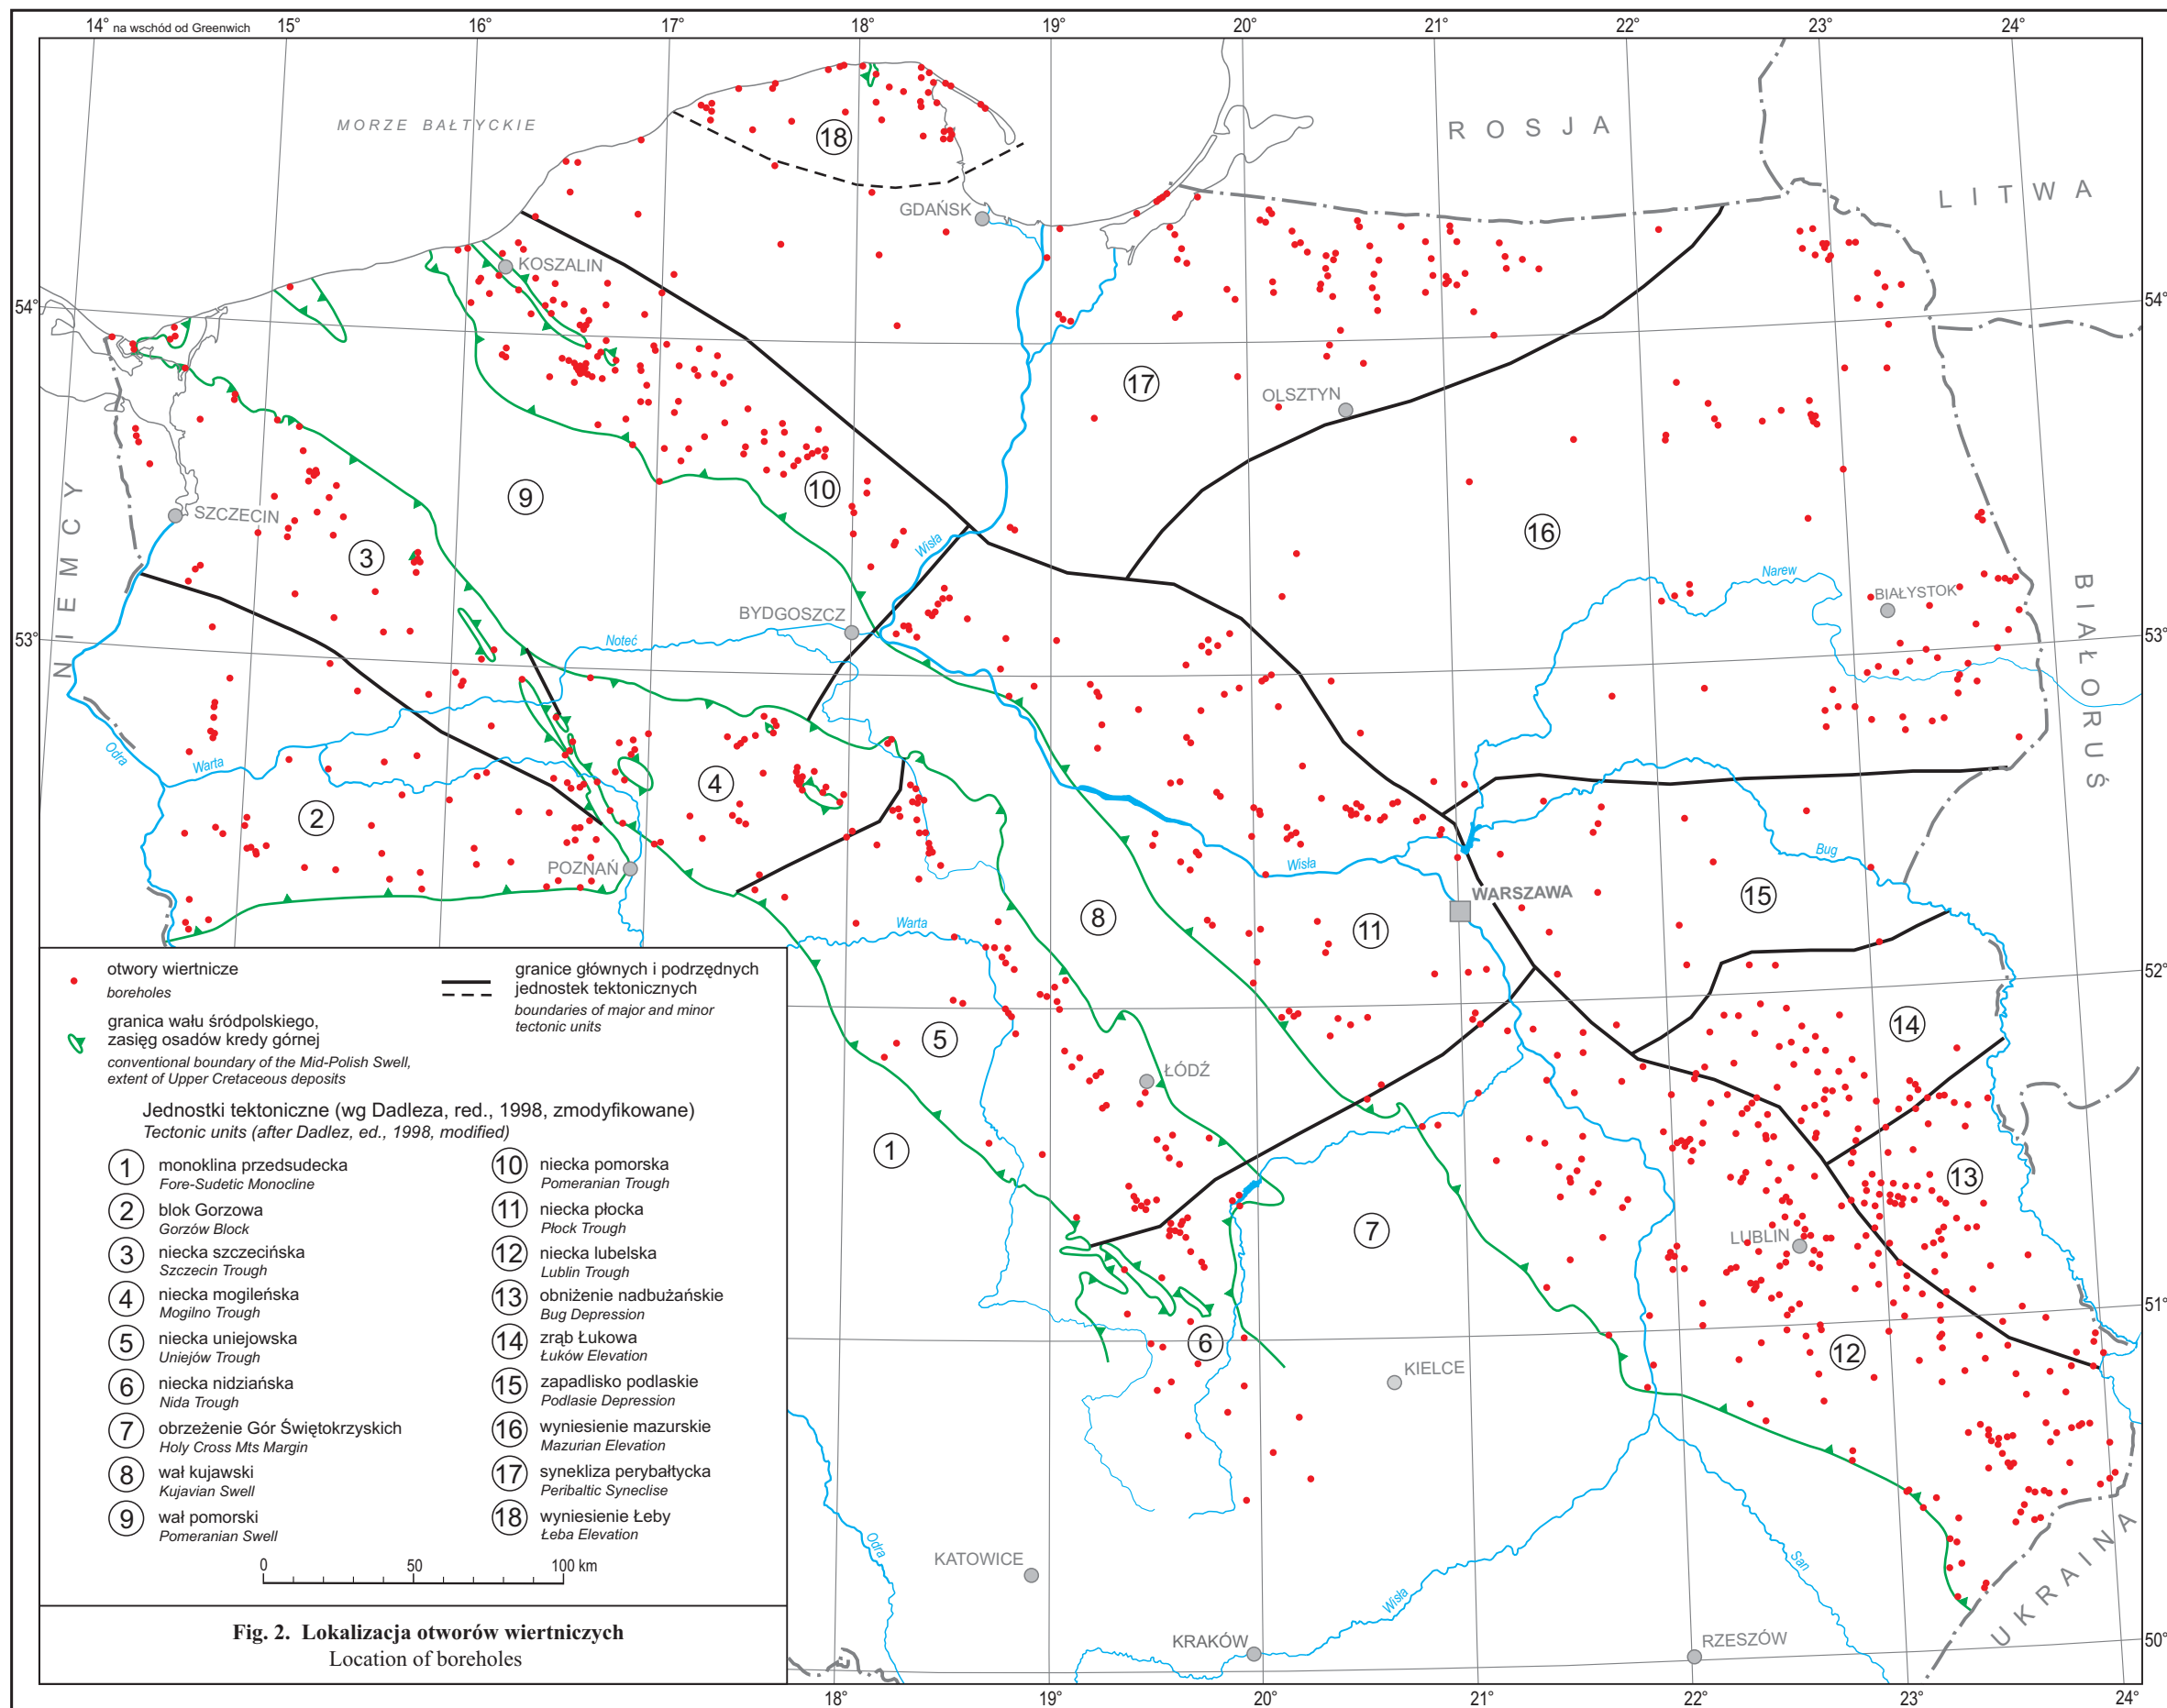 14° na wschód od Greenwich 15° 16° 17° 18° 19° 20° 21° 22° 23° 24°
MORZE BAŁTYCKIE
ROSJA
LITWA
18
GDAŃSK
KOSZALIN
54° 54°
17
OLSZTYN
9
10
SZCZECIN
NIEMCY
3
Wisła
16
Narew
BIAŁYSTOK
BIAŁORUŚ
BYDGOSZCZ
Noteć
53° 53°
Odra
Warta
4
2
POZNAŃ
Wisła
Bug
WARSZAWA
15
8
11
Warta
52°
14
5
ŁÓDŹ
1
13
7
LUBLIN
51°
6
12
KIELCE
Odra
KATOWICE
Wisła
San
UKRAINA
KRAKÓW
RZESZÓW
50°
18° 19° 20° 21° 22° 23° 24°
otwory wiertnicze
boreholes
granica wału śródpolskiego,
zasięg osadów kredy górnej
conventional boundary of the Mid-Polish Swell,
extent of Upper Cretaceous deposits
granice głównych i podrzędnych
jednostek tektonicznych
boundaries of major and minor
tectonic units
Jednostki tektoniczne (wg Dadleza, red., 1998, zmodyfikowane)
Tectonic units (after Dadlez, ed., 1998, modified)
1 monoklina przedsudecka
Fore-Sudetic Monocline
2 blok Gorzowa
Gorzów Block
3 niecka szczecińska
Szczecin Trough
4 niecka mogileńska
Mogilno Trough
5 niecka uniejowska
Uniejów Trough
6 niecka nidziańska
Nida Trough
7 obrzeżenie Gór Świętokrzyskich
Holy Cross Mts Margin
8 wał kujawski
Kujavian Swell
9 wał pomorski
Pomeranian Swell
10 niecka pomorska
Pomeranian Trough
11 niecka płocka
Płock Trough
12 niecka lubelska
Lublin Trough
13 obniżenie nadbużańskie
Bug Depression
14 zrąb Łukowa
Łuków Elevation
15 zapadlisko podlaskie
Podlasie Depression
16 wyniesienie mazurskie
Mazurian Elevation
17 synekliza perybałtycka
Peribaltic Syneclise
18 wyniesienie Łeby
Łeba Elevation
0 50 100 km
Fig. 2. Lokalizacja otworów wiertniczych
Location of boreholes